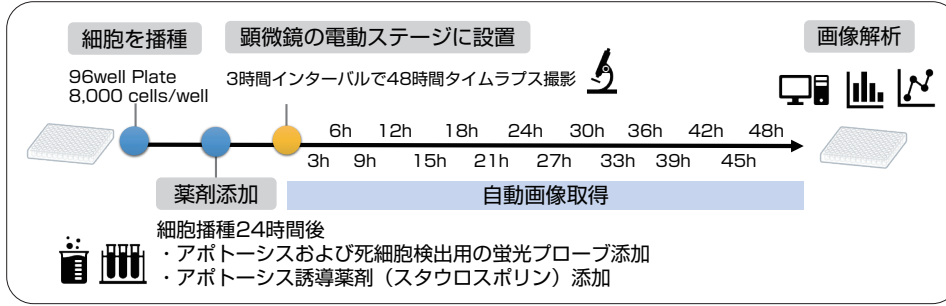 細胞を播種
顕微鏡の電動ステージに設置
画像解析
96well Plate
8,000 cells/well
3時間インターバルで48時間タイムラプス撮影
6h 12h 18h 24h 30h 36h 42h 48h
3h 9h 15h 21h 27h 33h 39h 45h
薬剤添加
自動画像取得
細胞播種24時間後
・アポトーシスおよび死細胞検出用の蛍光プローブ添加
・アポトーシス誘導薬剤（スタウロスポリン）添加